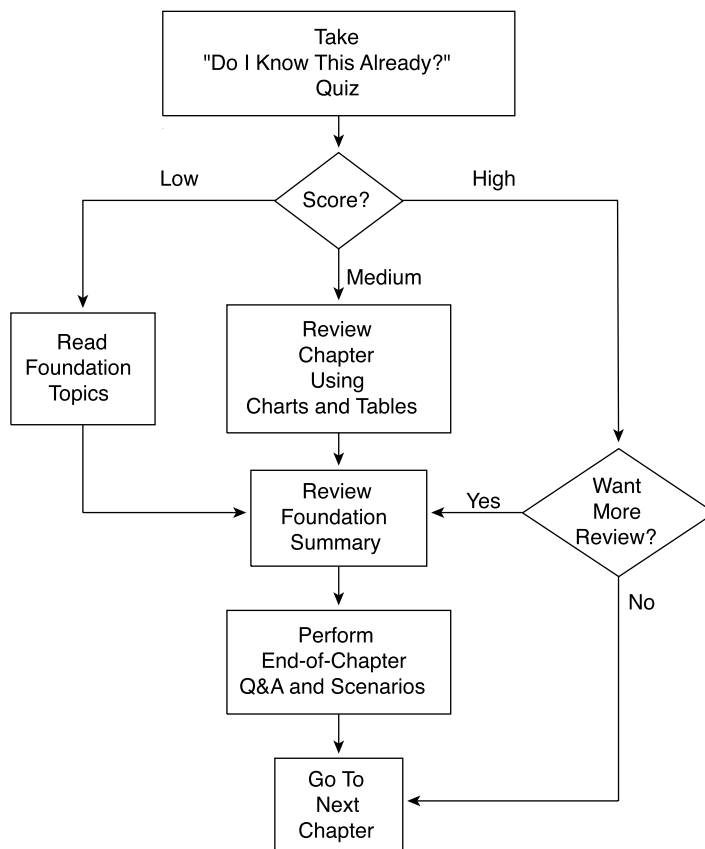 Take
"Do I Know This Already?"
Quiz
Low
Score?
High
Medium
Read
Foundation
Topics
Review
Chapter
Using
Charts and Tables
Review
Foundation
Summary
Yes
Want
More
Review?
No
Perform
End-of-Chapter
Q&A and Scenarios
Go To
Next
Chapter